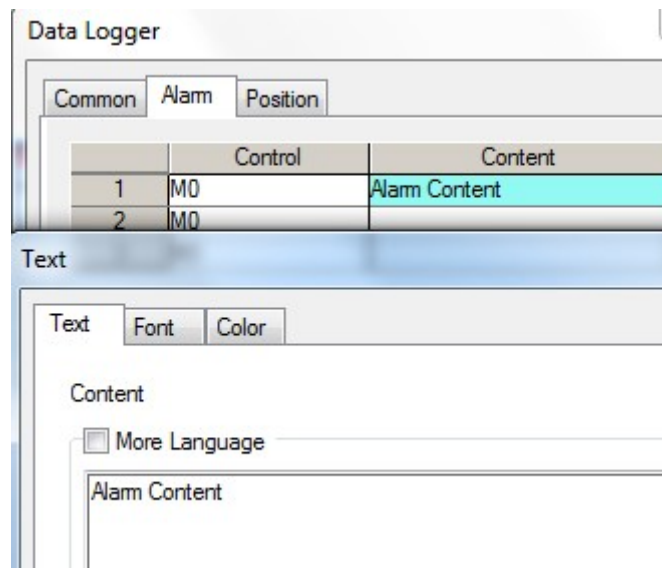 Data Logger
Common Alarm Position
Control Content
1 M0 Alarm Content
2 M0
Text
Text Font Color
Content
More Language
Alarm Content